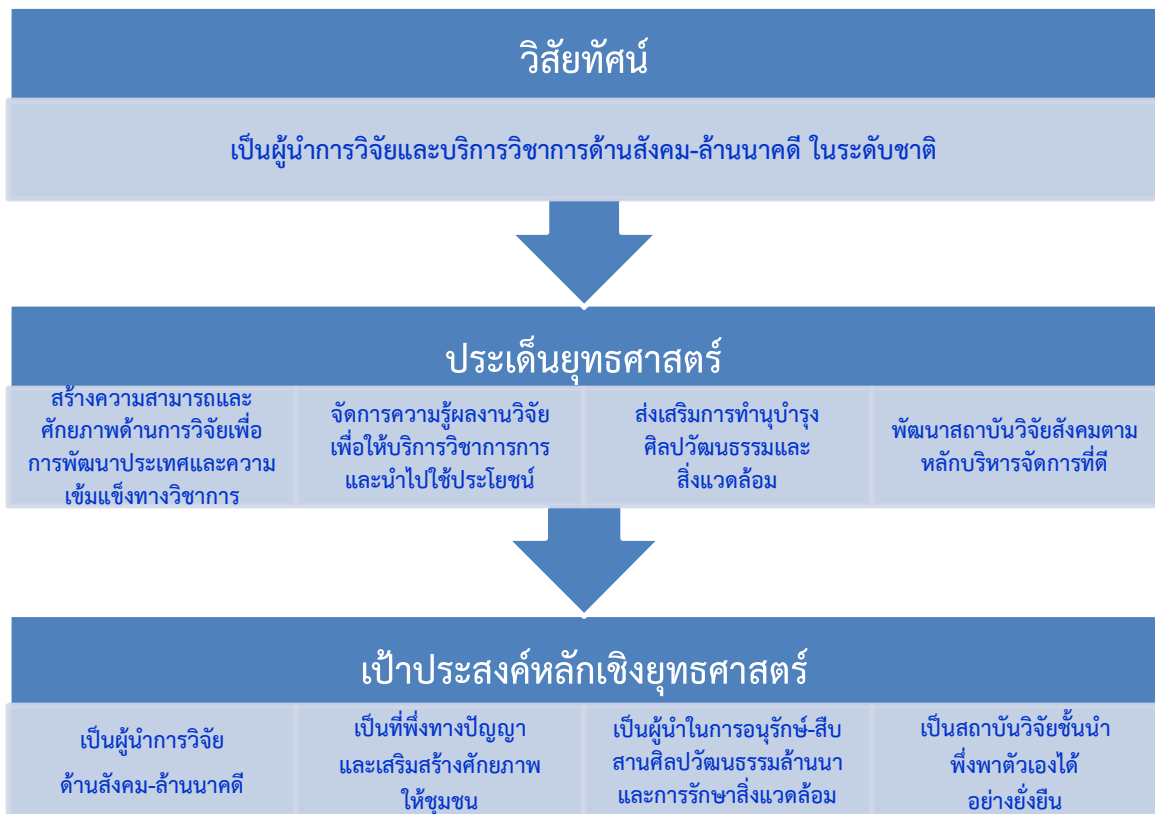 วิสัยทัศน์
เป็นผู้นำการวิจัยและบริการวิชาการด้านสังคม-ล้านนาคดี ในระดับชาติ
ประเด็นยุทธศาสตร์
สร้างความสามารถและ
ศักยภาพด้านการวิจัยเพื่อ
การพัฒนาประเทศและความ
เข้มแข็งทางวิชาการ
จัดการความรู้ผลงานวิจัย
เพื่อให้บริการวิชาการการ
และนำไปใช้ประโยชน์
ส่งเสริมการทำนุบำรุง
ศิลปวัฒนธรรมและ
สิ่งแวดล้อม
พัฒนาสถาบันวิจัยสังคมตาม
หลักบริหารจัดการที่ดี
เป้าประสงค์หลักเชิงยุทธศาสตร์
เป็นผู้นำการวิจัย
ด้านสังคม-ล้านนาคดี
เป็นที่พึ่งทางปัญญา
และเสริมสร้างศักยภาพ
ให้ชุมชน
เป็นผู้นำในการอนุรักษ์-สืบ
สานศิลปวัฒนธรรมล้านนา
และการรักษาสิ่งแวดล้อม
เป็นสถาบันวิจัยชั้นนำ
พึ่งพาตัวเองได้
อย่างยั่งยืน